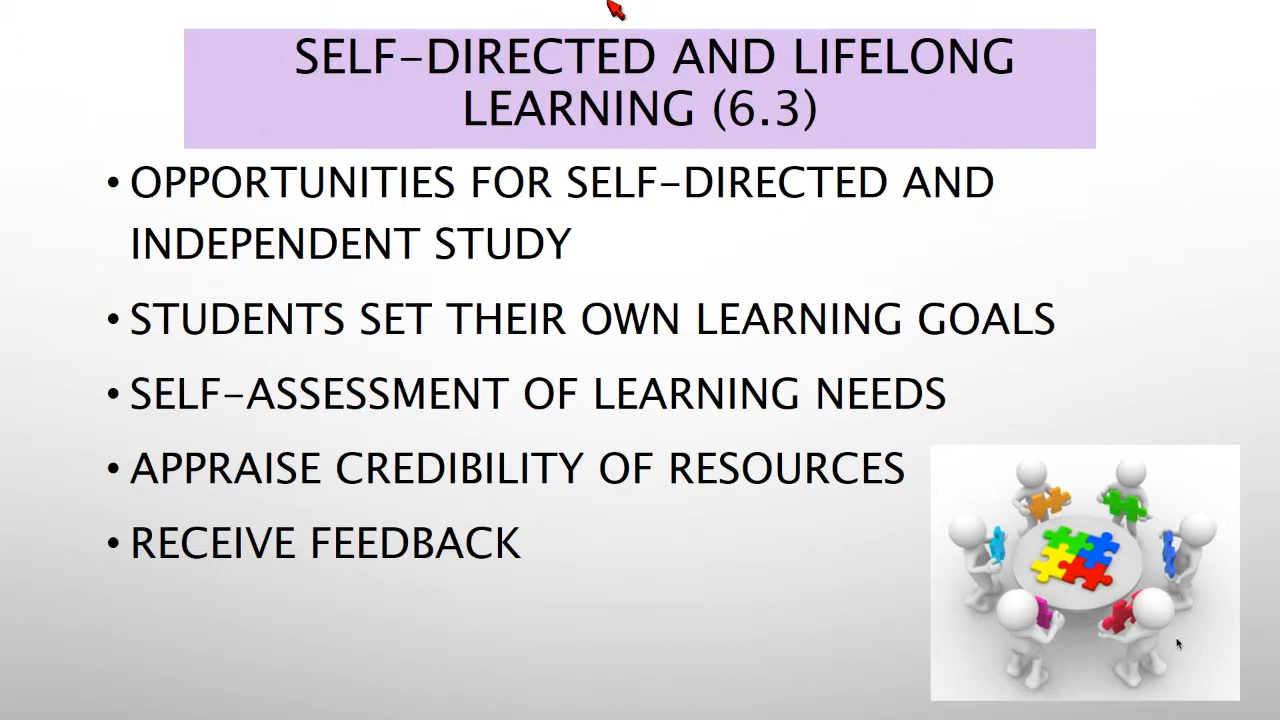 SELF-DIRECTED AND LIFELONG
LEARNING (6.3)
• OPPORTUNITIES FOR SELF-DIRECTED AND
INDEPENDENT STUDY
• STUDENTS SET THEIR OWN LEARNING GOALS
• SELF-ASSESSMENT OF LEARNING NEEDS
• APPRAISE CREDIBILITY OF RESOURCES
• RECEIVE FEEDBACK